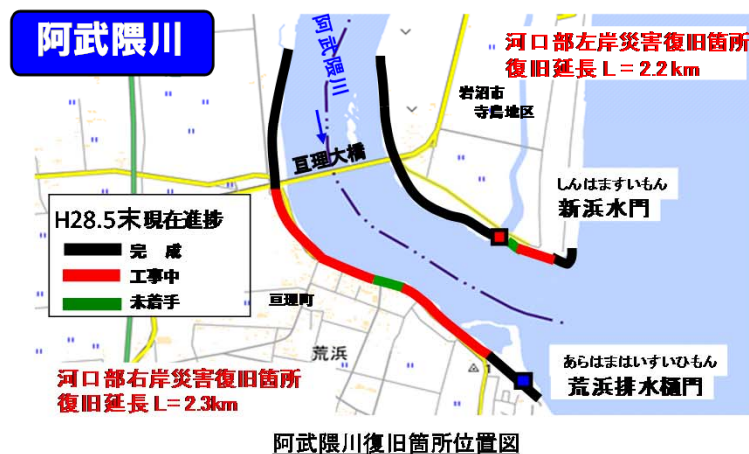 阿武隈川
阿武隈川
河口部左岸災害復旧箇所
復旧延長 L = 2.2km
岩沼市
寺島地区
亘理大橋
しんはますいもん
新浜水門
H28.5末現在進捗
完 成
工事中
未着手
亘理町
荒浜
1
河口部右岸災害復旧箇所
復旧延長 L= 2.3km
あらはまはいすいひもん
荒浜排水樋門
阿武隈川復旧箇所位置図